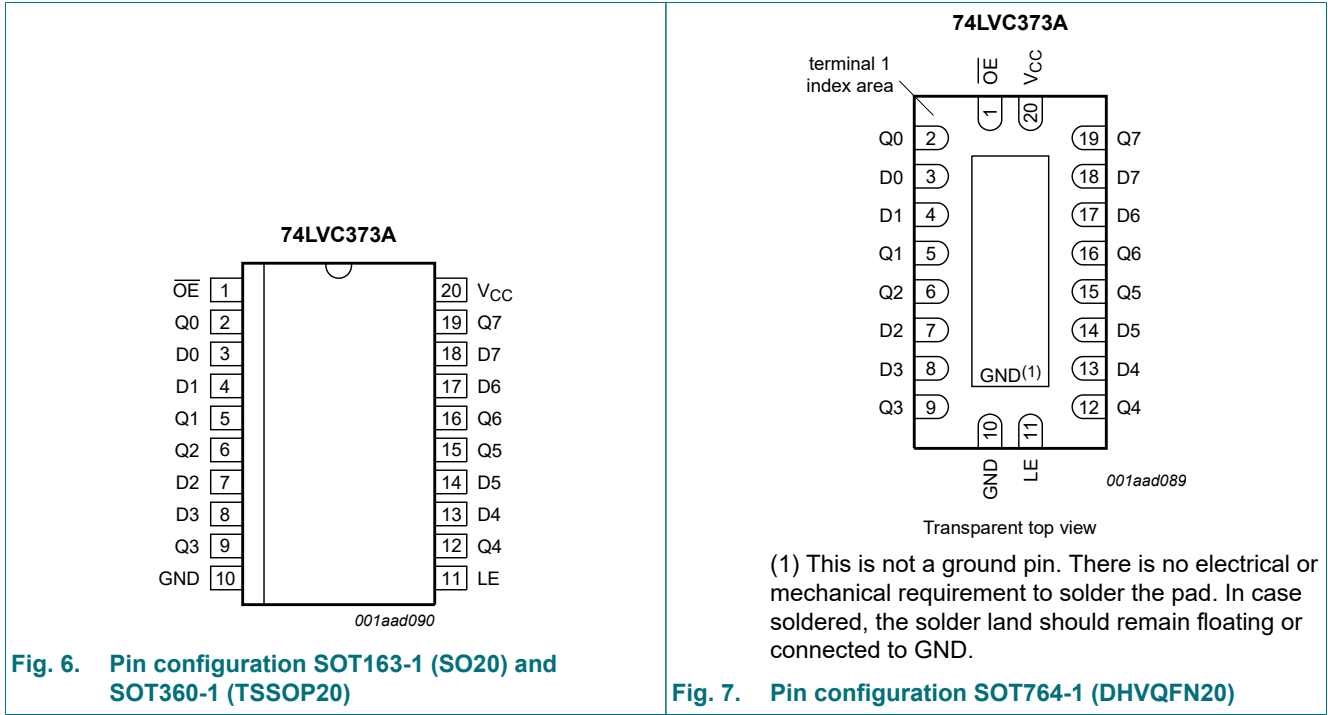 74LVC373A
OE 1 20 VCC
Q0 2 19 Q7
D0 3 18 D7
D1 4 17 D6
Q1 5 16 Q6
Q2 6 15 Q5
D2 7 14 D5
D3 8 13 D4
Q3 9 12 Q4
GND 10 11 LE
001aad090
Fig. 6. Pin configuration SOT163-1 (SO20) and
SOT360-1 (TSSOP20)
74LVC373A
terminal 1
index area
OE VCC
1 20
Q0 2 19 Q7
D0 3 18 D7
D1 4 17 D6
Q1 5 16 Q6
Q2 6 15 Q5
D2 7 14 D5
D3 8 GND(1) 13 D4
Q3 9 12 Q4
10 11
GND LE
001aad089
Transparent top view
(1) This is not a ground pin. There is no electrical or
mechanical requirement to solder the pad. In case
soldered, the solder land should remain floating or
connected to GND.
Fig. 7. Pin configuration SOT764-1 (DHVQFN20)